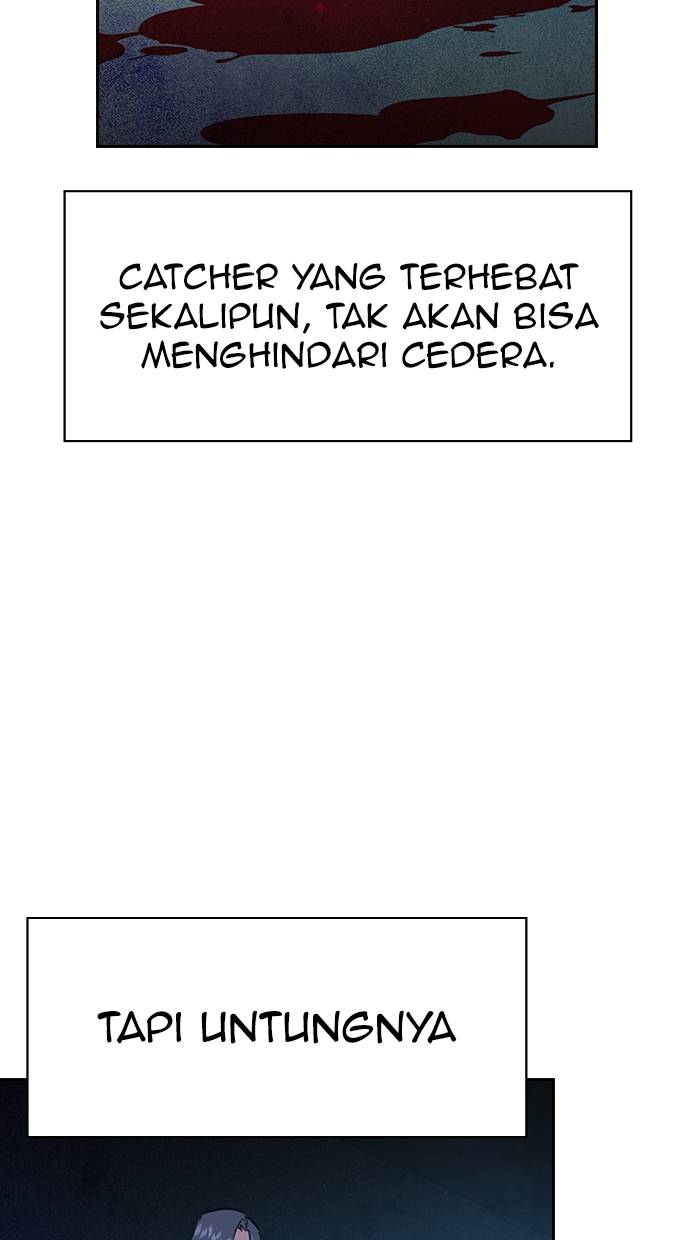 CATCHER YANG TERHEBAT
SEKALIPUN, TAK AKAN BISA
MENGHINDARI CEDERA.
TAPI UNTUNGNYA